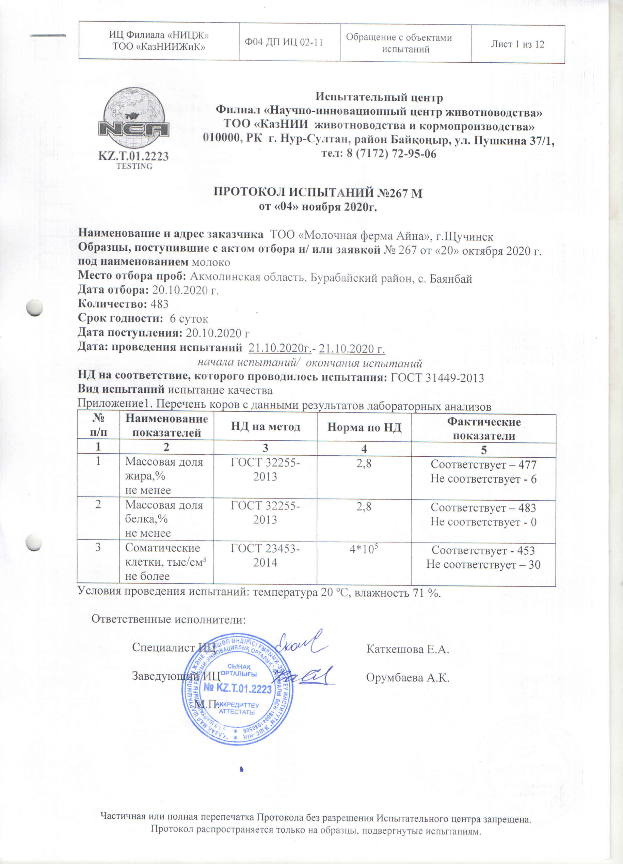 ИЦ Филиала «НИЦЖ»
ТОО «КазНИИЖиК»
Ф04 ДП ИЦ 02-11
Обращение с объектами
испытаний
Лист 1 из 12
NCA
KZ.T.01.2223
TESTING
Испытательный центр
Филиал «Научно-инновационный центр животноводства»
ТОО «КазНИИ животноводства и кормопроизводства»
010000, РК г. Нур-Султан, район Байқоңыр, ул. Пушкина 37/1,
тел: 8 (7172) 72-95-06
ПРОТОКОЛ ИСПЫТАНИЙ №267 М
от «04» ноября 2020г.
Наименование и адрес заказчика ТОО «Молочная ферма Айна», г.Щучинск
Образцы, поступившие с актом отбора и/ или заявкой № 267 от «20» октября 2020 г.
под наименованием молоко
Место отбора проб: Акмолинская область, Бурабайский район, с. Баянбай
Дата отбора: 20.10.2020 г.
Количество: 483
Срок годности: 6 суток
Дата поступления: 20.10.2020 г
Дата: проведения испытаний 21.10.2020г.- 21.10.2020 г.
начала испытаний/ окончания испытаний
НД на соответствие, которого проводилось испытания: ГОСТ 31449-2013
Вид испытаний испытание качества
Приложение1. Перечень коров с данными результатов лабораторных анализов
№ п/п Наименование показателей НД на метод Норма по НД Фактические показатели
1 2 3 4 5
1 Массовая доля ГОСТ 32255- 2,8 Соответствует – 477
жира,% 2013 Не соответствует - 6
не менее
2 Массовая доля ГОСТ 32255- 2,8 Соответствует – 483
белка,% 2013 Не соответствует - 0
не менее
3 Соматические ГОСТ 23453- 4*10⁵ Соответствует - 453
клетки, тыс/см³ 2014 Не соответствует – 30
не более
Условия проведения испытаний: температура 20 ºС, влажность 71 %.
Ответственные исполнители:
Специалист ИЦ Каткешова Е.А.
Заведующий ИЦ Орумбаева А.К.
М.П.
СЫНАҚ
ОРТАЛЫҒЫ
№ KZ.T.01.2223
АККРЕДИТТЕУ
АТТЕСТАТЫ
Частичная или полная перепечатка Протокола без разрешения Испытательного центра запрещена.
Протокол распространяется только на образцы, подвергнутые испытаниям.